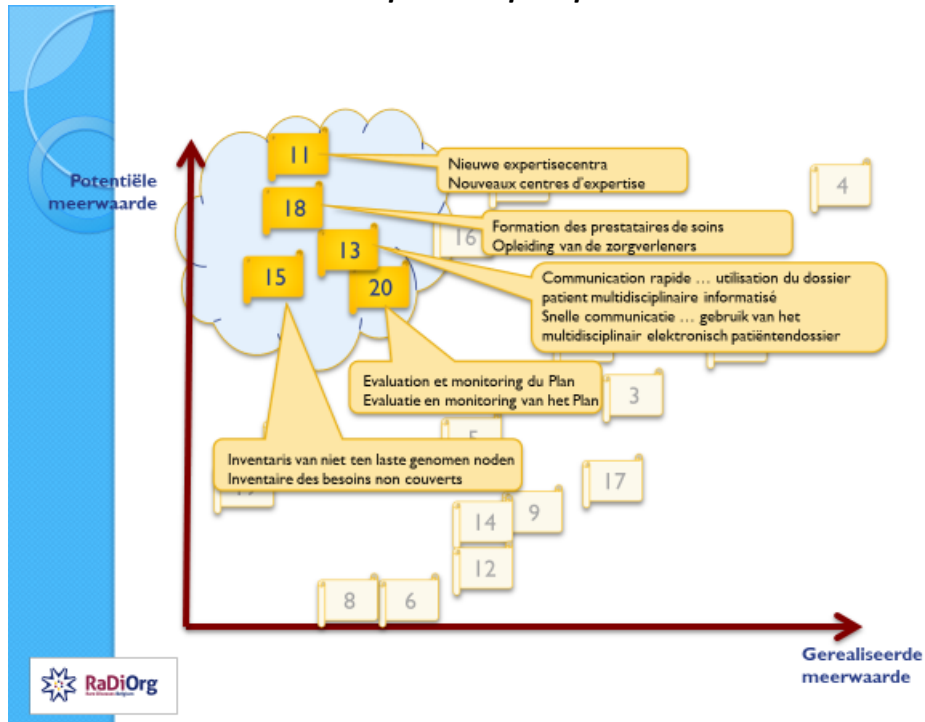 Potentiële
meerwaarde
11
Nieuwe expertisecentra
Nouveaux centres d'expertise
4
18
16
Formation des prestataires de soins
Opleiding van de zorgverleners
13
15
20
Communication rapide ... utilisation du dossier
patient multidisciplinaire informatisé
Snelle communicatie ... gebruik van het
multidisciplinair elektronisch patiëntendossier
Evaluation et monitoring du Plan
Evaluatie en monitoring van het Plan
3
5
Inventaris van niet ten laste genomen noden
Inventaire des besoins non couverts
17
14
9
12
8
6
Gerealiseerde
meerwaarde
RaDiOrg